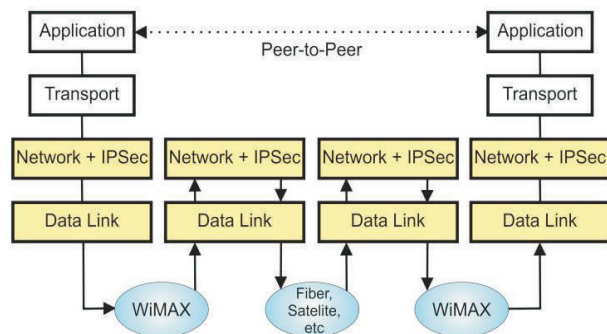 Application
Application
Peer-to-Peer
Transport
Transport
Network + IPSec
Network + IPSec
Network + IPSec
Network + IPSec
Data Link
Data Link
Data Link
Data Link
WiMAX
Fiber,
Satelite,
etc
WiMAX